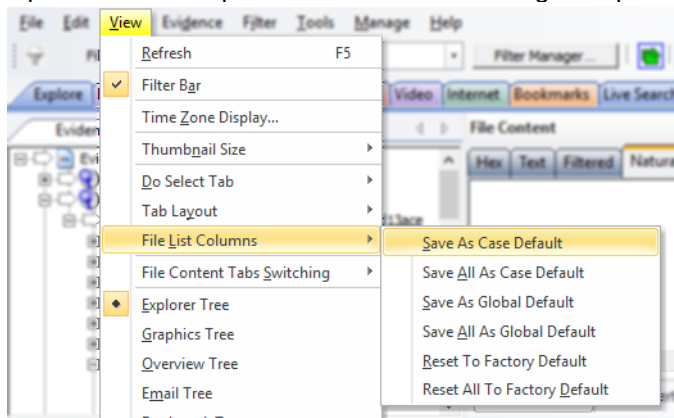 File Edit View Evidence Filter Tools Manage Help
Filter Manager...
Explore Video Internet Bookmarks Live Search
Eviden File Content
Hex Text Filtered Natura
Evi
13ace
Refresh F5
Filter Bar
Time Zone Display...
Thumbnail Size
Do Select Tab
Tab Layout
File List Columns
File Content Tabs Switching
Explorer Tree
Graphics Tree
Overview Tree
Email Tree
Save As Case Default
Save All As Case Default
Save As Global Default
Save All As Global Default
Reset To Factory Default
Reset All To Factory Default